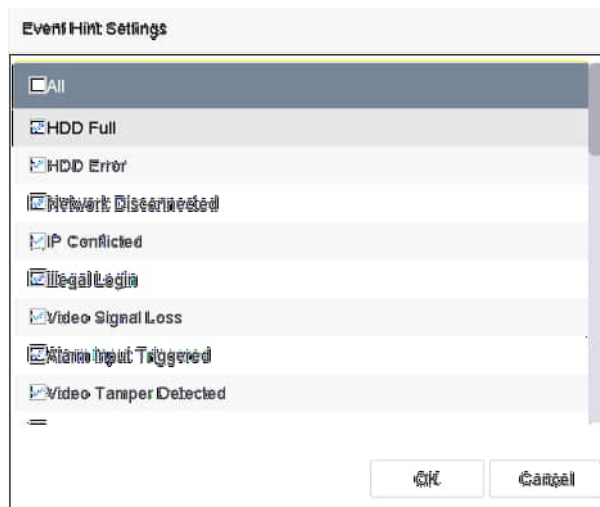 Event Hint Settings
All
HDD Full
HDD Error
Network Disconnected
IP Conflicted
Illegal Login
Video Signal Loss
Alarm Input Triggered
Video Tamper Detected
OK
Cancel